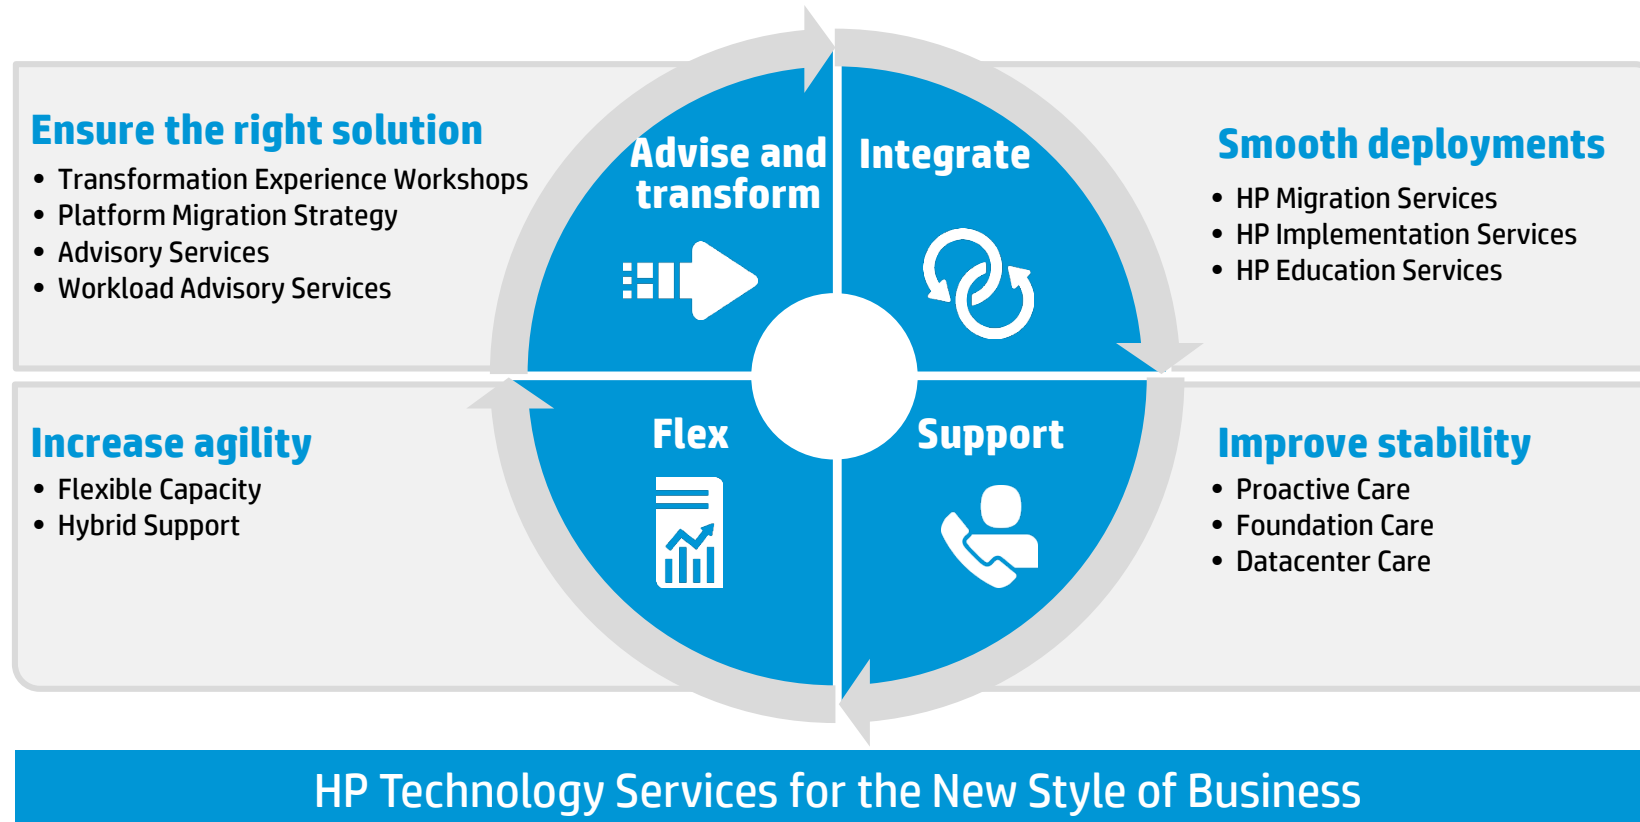 Ensure the right solution
• Transformation Experience Workshops
• Platform Migration Strategy
• Advisory Services
• Workload Advisory Services
Advise and
transform
Integrate
Smooth deployments
• HP Migration Services
• HP Implementation Services
• HP Education Services
Increase agility
• Flexible Capacity
• Hybrid Support
Flex
Support
Improve stability
• Proactive Care
• Foundation Care
• Datacenter Care
HP Technology Services for the New Style of Business